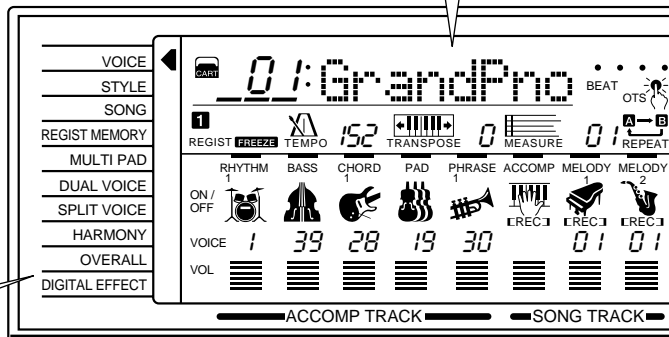 VOICE
STYLE
SONG
REGIST MEMORY
MULTI PAD
DUAL VOICE
SPLIT VOICE
HARMONY
OVERALL
DIGITAL EFFECT
CART
_01:GrandPno
BEAT
OTS
1
REGIST FREEZE TEMPO 152 TRANSPOSE 0 MEASURE 01 REPEAT
A B
RHYTHM 1 BASS CHORD 1 PAD PHRASE 1 ACCOMP MELODY 1 MELODY 2
ON / OFF
REC REC REC
VOICE 1 39 28 19 30 01 01
VOL
ACCOMP TRACK SONG TRACK